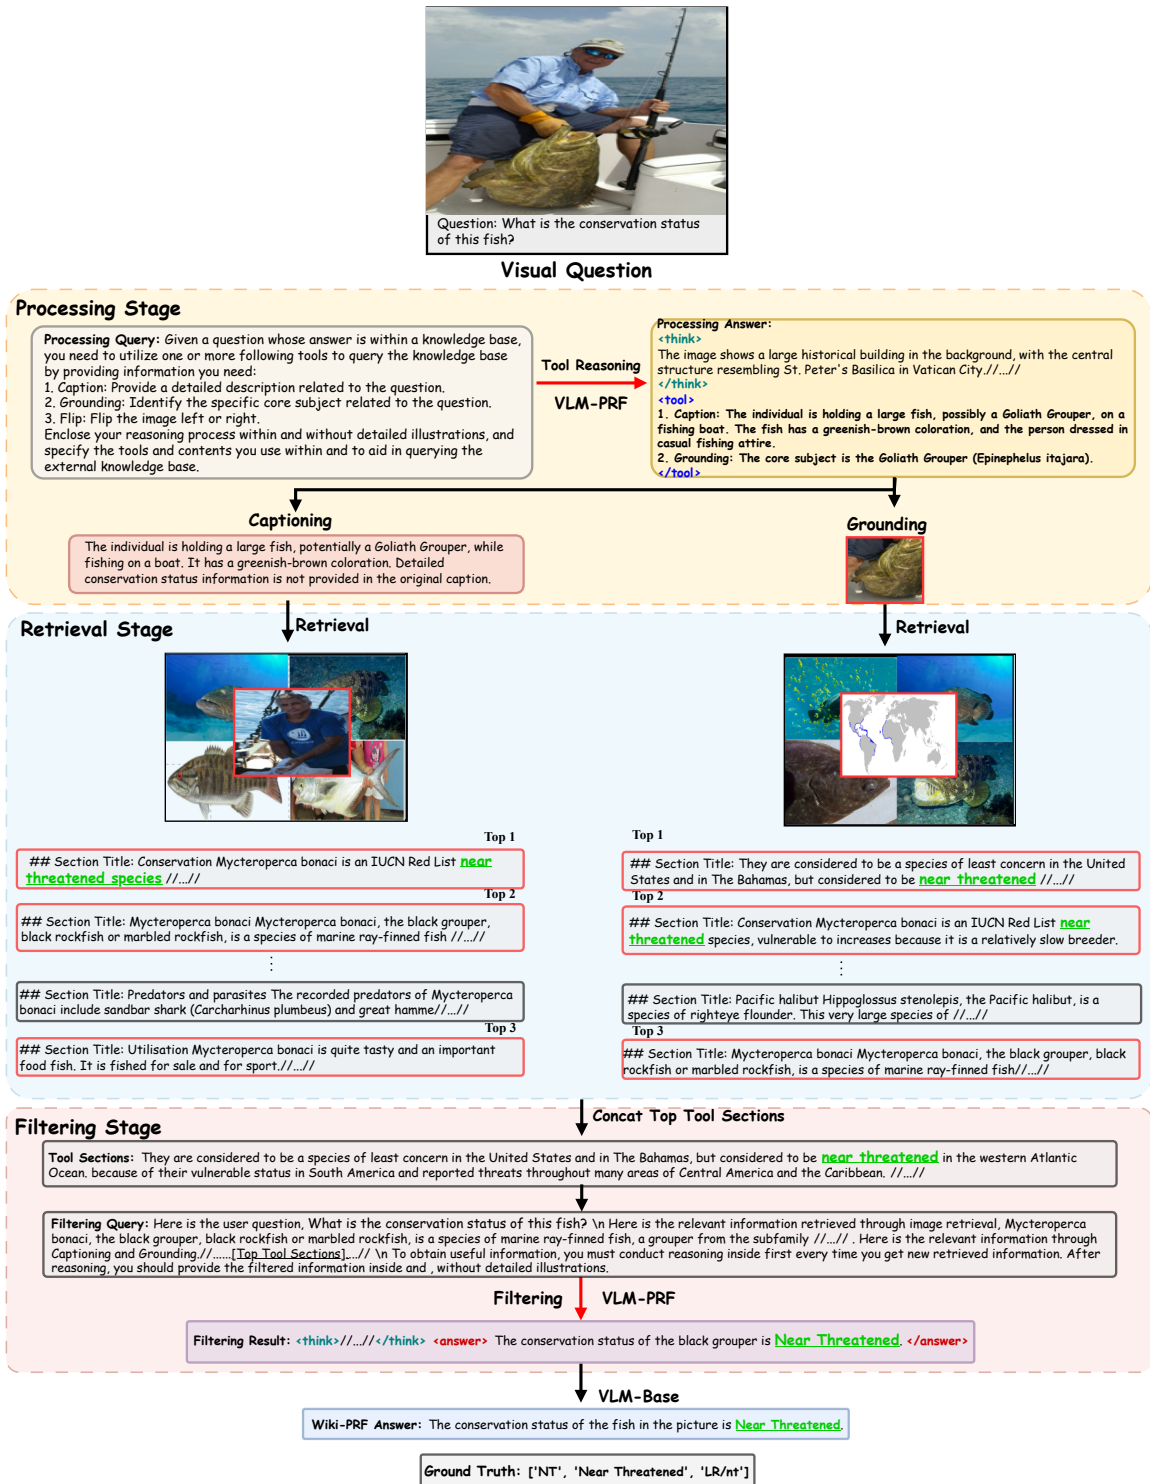 Question: What is the conservation status
of this fish?
Visual Question
Processing Stage
Processing Query: Given a question whose answer is within a knowledge base,
you need to utilize one or more following tools to query the knowledge base
by providing information you need:
1. Caption: Provide a detailed description related to the question.
2. Grounding: Identify the specific core subject related to the question.
3. Flip: Flip the image left or right.
Enclose your reasoning process within and without detailed illustrations, and
specify the tools and contents you use within and to aid in querying the
external knowledge base.
Tool Reasoning
VLM-PRF
Processing Answer:
<think>
The image shows a large historical building in the background, with the central
structure resembling St. Peter's Basilica in Vatican City.//...//
</think>
<tool>
1. Caption: The individual is holding a large fish, possibly a Goliath Grouper, on a
fishing boat. The fish has a greenish-brown coloration, and the person dressed in
casual fishing attire.
2. Grounding: The core subject is the Goliath Grouper (Epinephelus itajara).
</tool>
Captioning
The individual is holding a large fish, potentially a Goliath Grouper, while
fishing on a boat. It has a greenish-brown coloration. Detailed
conservation status information is not provided in the original caption.
Grounding
Retrieval Stage
Retrieval
Retrieval
Top 1
## Section Title: Conservation Mycteroperca bonaci is an IUCN Red List near
threatened species //...//
Top 2
## Section Title: Mycteroperca bonaci Mycteroperca bonaci, the black grouper,
black rockfish or marbled rockfish, is a species of marine ray-finned fish //...//
⋮
## Section Title: Predators and parasites The recorded predators of Mycteroperca
bonaci include sandbar shark (Carcharhinus plumbeus) and great hamme//...//
Top 3
## Section Title: Utilisation Mycteroperca bonaci is quite tasty and an important
food fish. It is fished for sale and for sport.//...//
Top 1
## Section Title: They are considered to be a species of least concern in the United
States and in The Bahamas, but considered to be near threatened //...//
Top 2
## Section Title: Conservation Mycteroperca bonaci is an IUCN Red List near
threatened species, vulnerable to increases because it is a relatively slow breeder.
⋮
## Section Title: Pacific halibut Hippoglossus stenolepis, the Pacific halibut, is a
species of righteye flounder. This very large species of //...//
Top 3
## Section Title: Mycteroperca bonaci Mycteroperca bonaci, the black grouper, black
rockfish or marbled rockfish, is a species of marine ray-finned fish//...//
Concat Top Tool Sections
Filtering Stage
Tool Sections: They are considered to be a species of least concern in the United States and in The Bahamas, but considered to be near threatened in the western Atlantic
Ocean. because of their vulnerable status in South America and reported threats throughout many areas of Central America and the Caribbean. //...//
Filtering Query: Here is the user question, What is the conservation status of this fish? \n Here is the relevant information retrieved through image retrieval, Mycteroperca
bonaci, the black grouper, black rockfish or marbled rockfish, is a species of marine ray-finned fish, a grouper from the subfamily //...// . Here is the relevant information through
Captioning and Grounding.//......[Top Tool Sections]....// \n To obtain useful information, you must conduct reasoning inside first every time you get new retrieved information. After
reasoning, you should provide the filtered information inside and , without detailed illustrations.
Filtering
VLM-PRF
Filtering Result: <think>//...//</think> <answer> The conservation status of the black grouper is Near Threatened. </answer>
VLM-Base
Wiki-PRF Answer: The conservation status of the fish in the picture is Near Threatened.
Ground Truth: ['NT', 'Near Threatened', 'LR/nt']